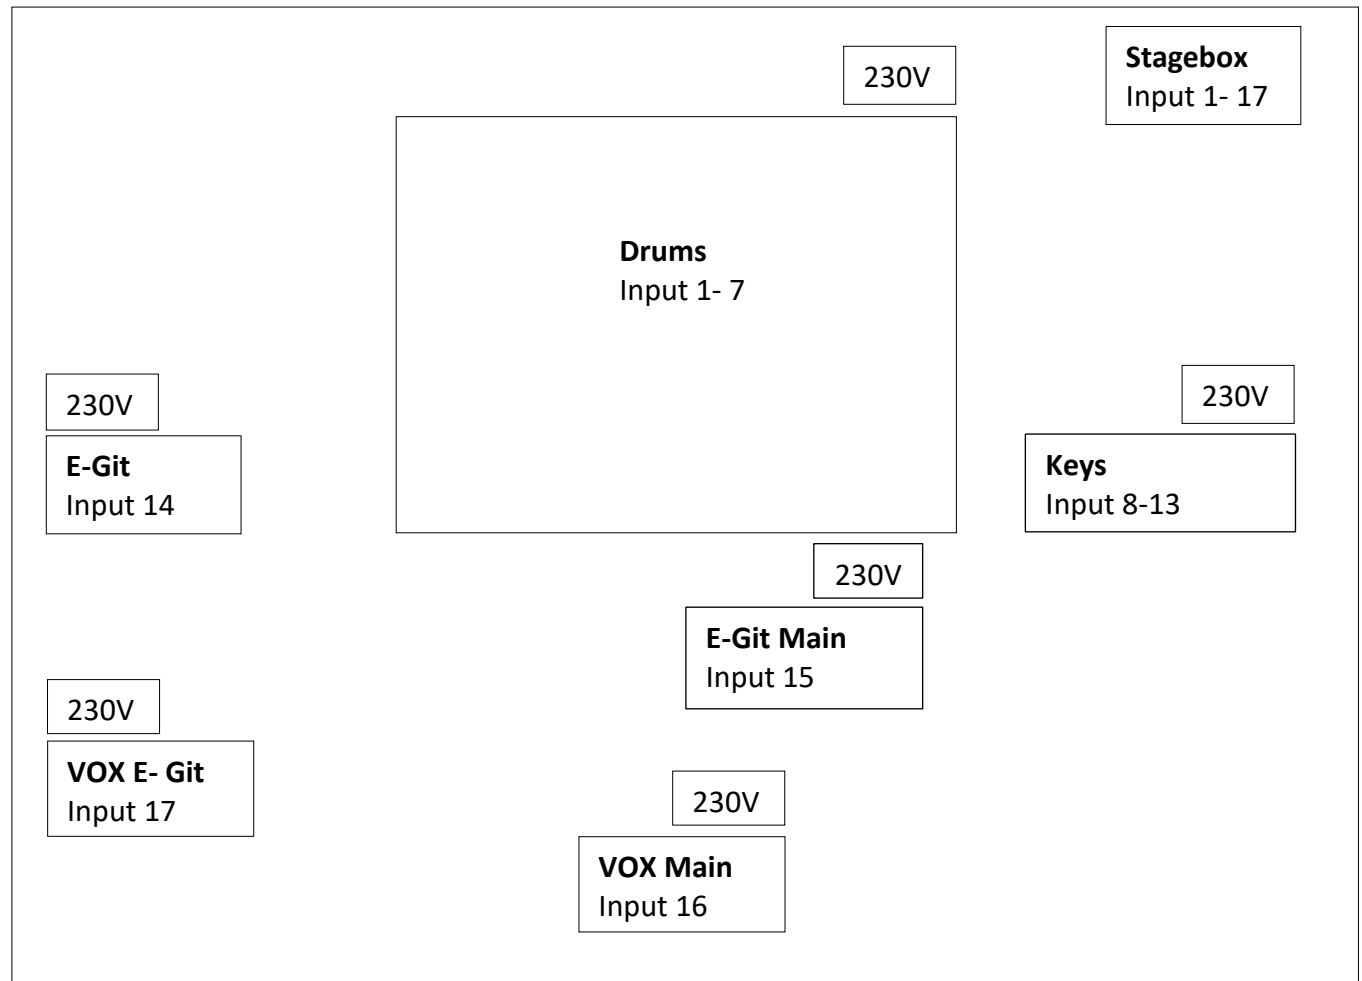 230V
Stagebox
Input 1- 17
Drums
Input 1- 7
230V
E-Git
Input 14
230V
Keys
Input 8-13
230V
E-Git Main
Input 15
230V
VOX E- Git
Input 17
230V
VOX Main
Input 16